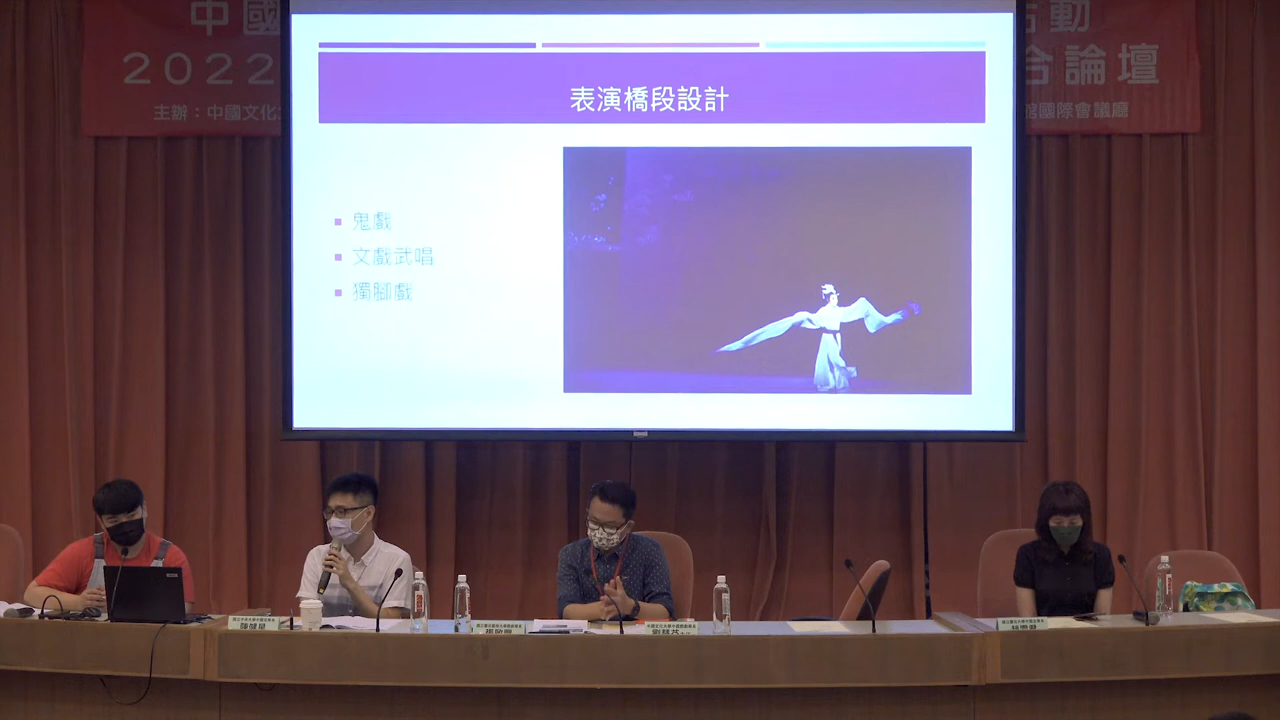 中國
活動
2022
合論壇
主辦：中國文化
館國際會議廳
表演橋段設計
鬼戲
文戲武唱
獨腳戲